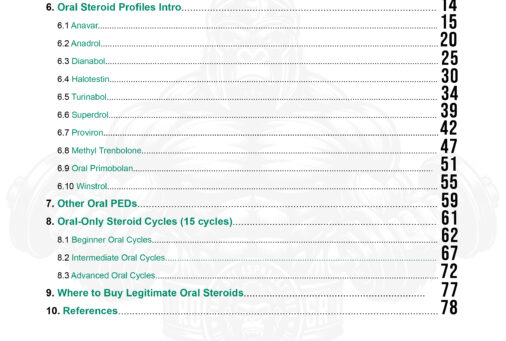 6. Oral Steroid Profiles Intro........ 14
6.1 Anavar........ 15
6.2 Anadrol........ 20
6.3 Dianabol........ 25
6.4 Halotestin........ 30
6.5 Turinabol........ 34
6.6 Superdrol........ 39
6.7 Proviron........ 42
6.8 Methyl Trenbolone........ 47
6.9 Oral Primobolan........ 51
6.10 Winstrol........ 55
7. Other Oral PEDs........ 59
8. Oral-Only Steroid Cycles (15 cycles)........ 61
8.1 Beginner Oral Cycles........ 62
8.2 Intermediate Oral Cycles........ 67
8.3 Advanced Oral Cycles........ 72
9. Where to Buy Legitimate Oral Steroids........ 77
10. References........ 78